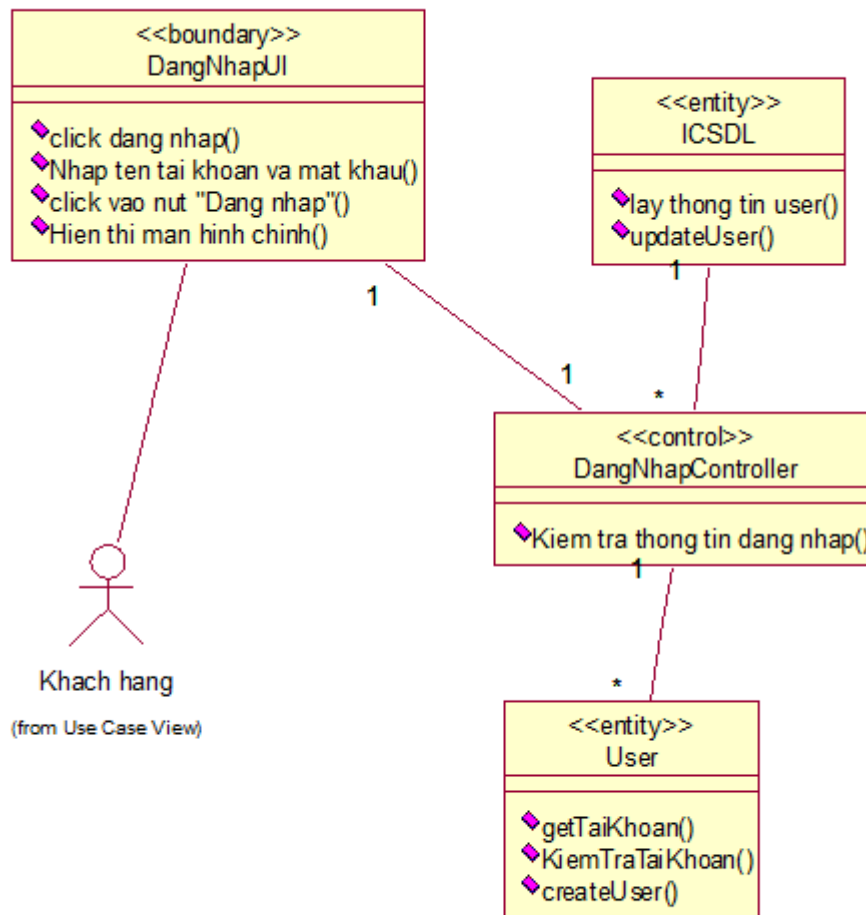 <<boundary>>
DangNhapUI
click dang nhap()
Nhap ten tai khoan va mat khau()
click vao nut "Dang nhap"()
Hien thi man hinh chinh()
<<entity>>
ICSDL
lay thong tin user()
updateUser()
1
1
1
*
<<control>>
DangNhapController
Kiem tra thong tin dang nhap()
1
*
Khach hang
(from Use Case View)
<<entity>>
User
getTaiKhoan()
KiemTraTaiKhoan()
createUser()